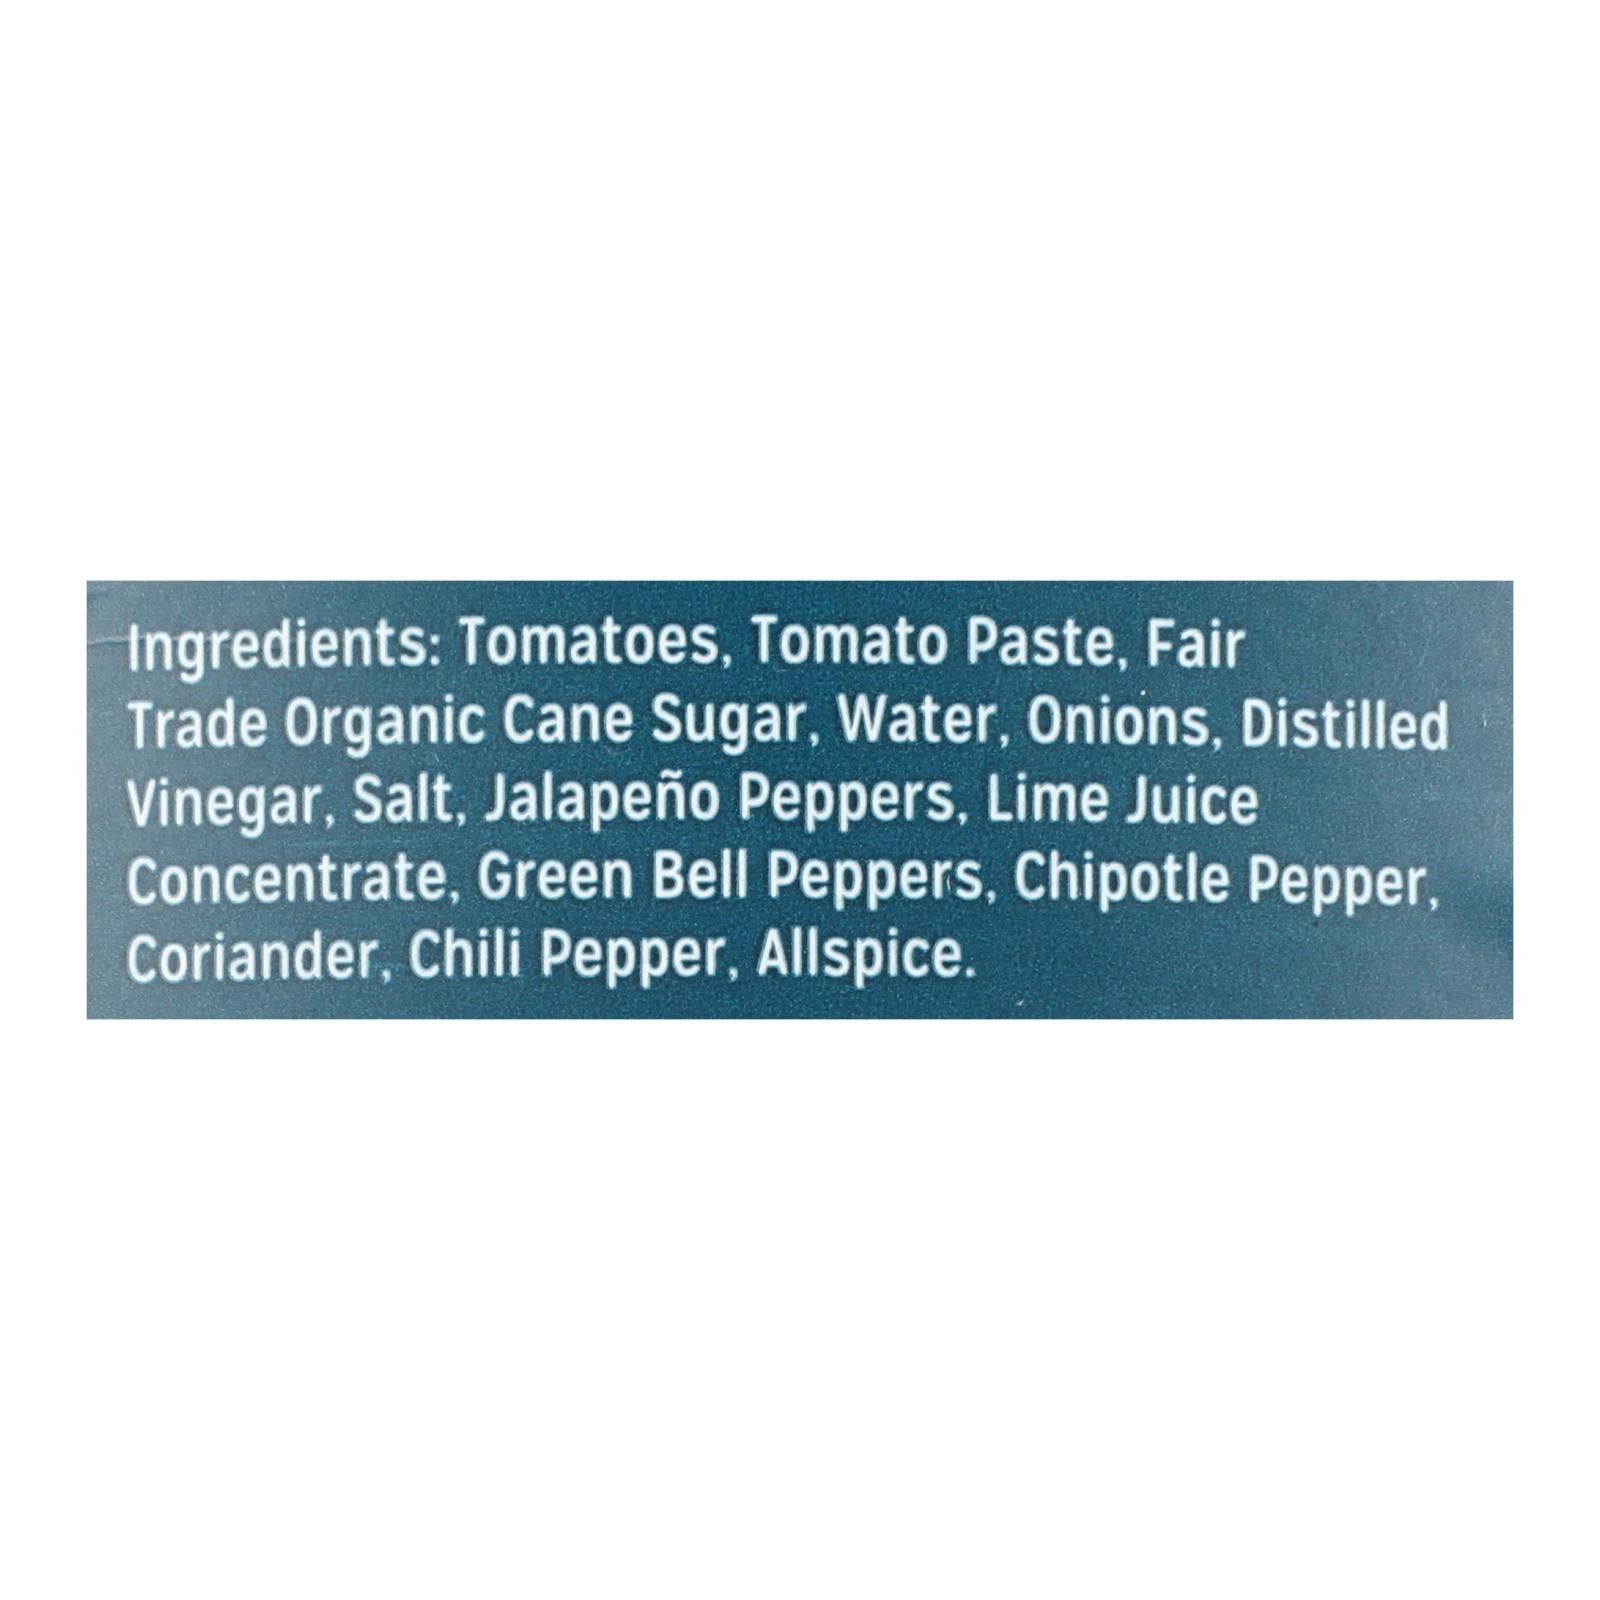 Ingredients: Tomatoes, Tomato Paste, Fair
Trade Organic Cane Sugar, Water, Onions, Distilled
Vinegar, Salt, Jalapeño Peppers, Lime Juice
Concentrate, Green Bell Peppers, Chipotle Pepper,
Coriander, Chili Pepper, Allspice.